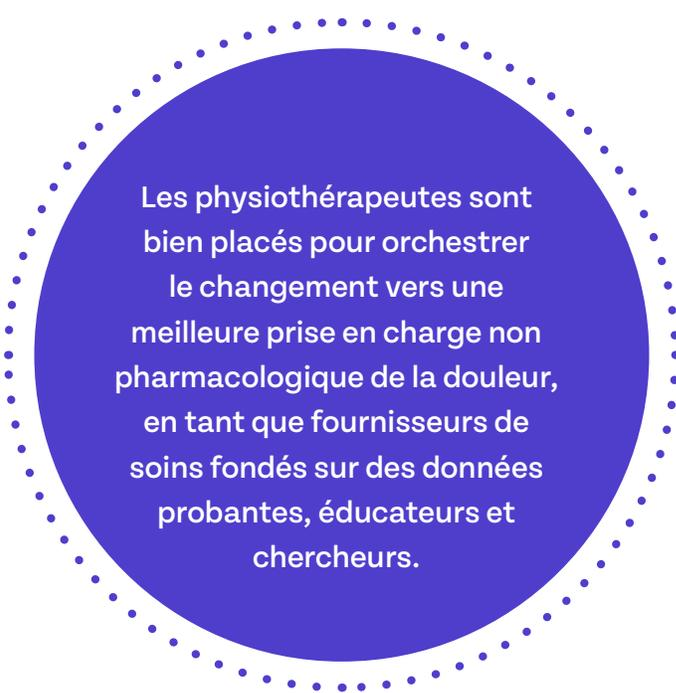 Les physiothérapeutes sont
bien placés pour orchestrer
le changement vers une
meilleure prise en charge non
pharmacologique de la douleur,
en tant que fournisseurs de
soins fondés sur des données
probantes, éducateurs et
chercheurs.